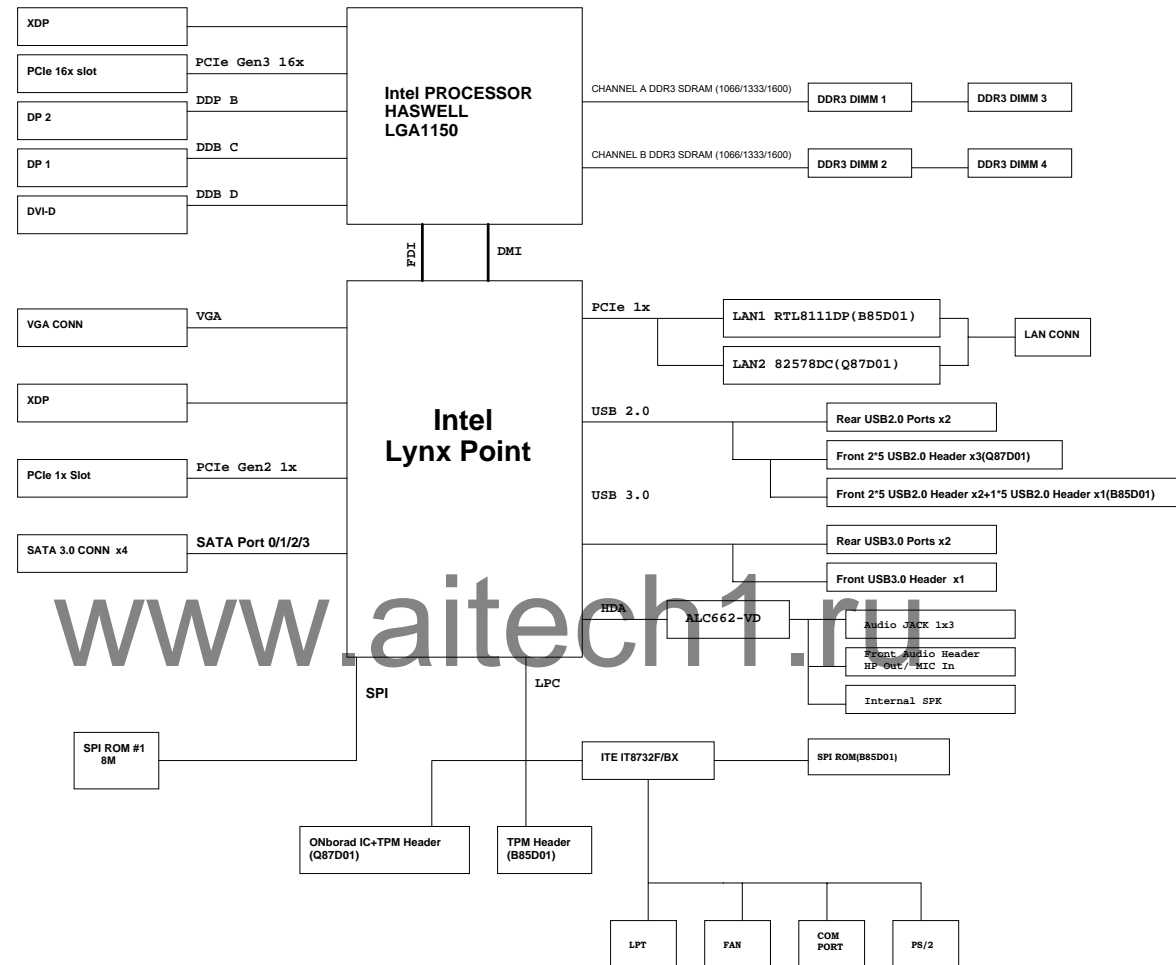 XDP
PCIe 16x slot
PCIe Gen3 16x
DP 2
DDP B
DP 1
DDB C
DVI-D
DDB D
Intel PROCESSOR
HASWELL
LGA1150
CHANNEL A DDR3 SDRAM (1066/1333/1600)
DDR3 DIMM 1
DDR3 DIMM 3
CHANNEL B DDR3 SDRAM (1066/1333/1600)
DDR3 DIMM 2
DDR3 DIMM 4
FDI
DMI
VGA CONN
VGA
XDP
PCIe 1x Slot
PCIe Gen2 1x
SATA 3.0 CONN x4
SATA Port 0/1/2/3
Intel
Lynx Point
PCIe 1x
LAN1 RTL8111DP(B85D01)
LAN2 82578DC(Q87D01)
LAN CONN
USB 2.0
Rear USB2.0 Ports x2
Front 2*5 USB2.0 Header x3(Q87D01)
Front 2*5 USB2.0 Header x2+1*5 USB2.0 Header x1(B85D01)
USB 3.0
Rear USB3.0 Ports x2
Front USB3.0 Header x1
HDA
ALC662-VD
Audio JACK 1x3
Front Audio Header
HP Out/ MIC In
Internal SPK
www.aitech1.ru
SPI
LPC
SPI ROM #1
8M
ITE IT8732F/BX
SPI ROM(B85D01)
ONborad IC+TPM Header
(Q87D01)
TPM Header
(B85D01)
LPT
FAN
COM
PORT
PS/2